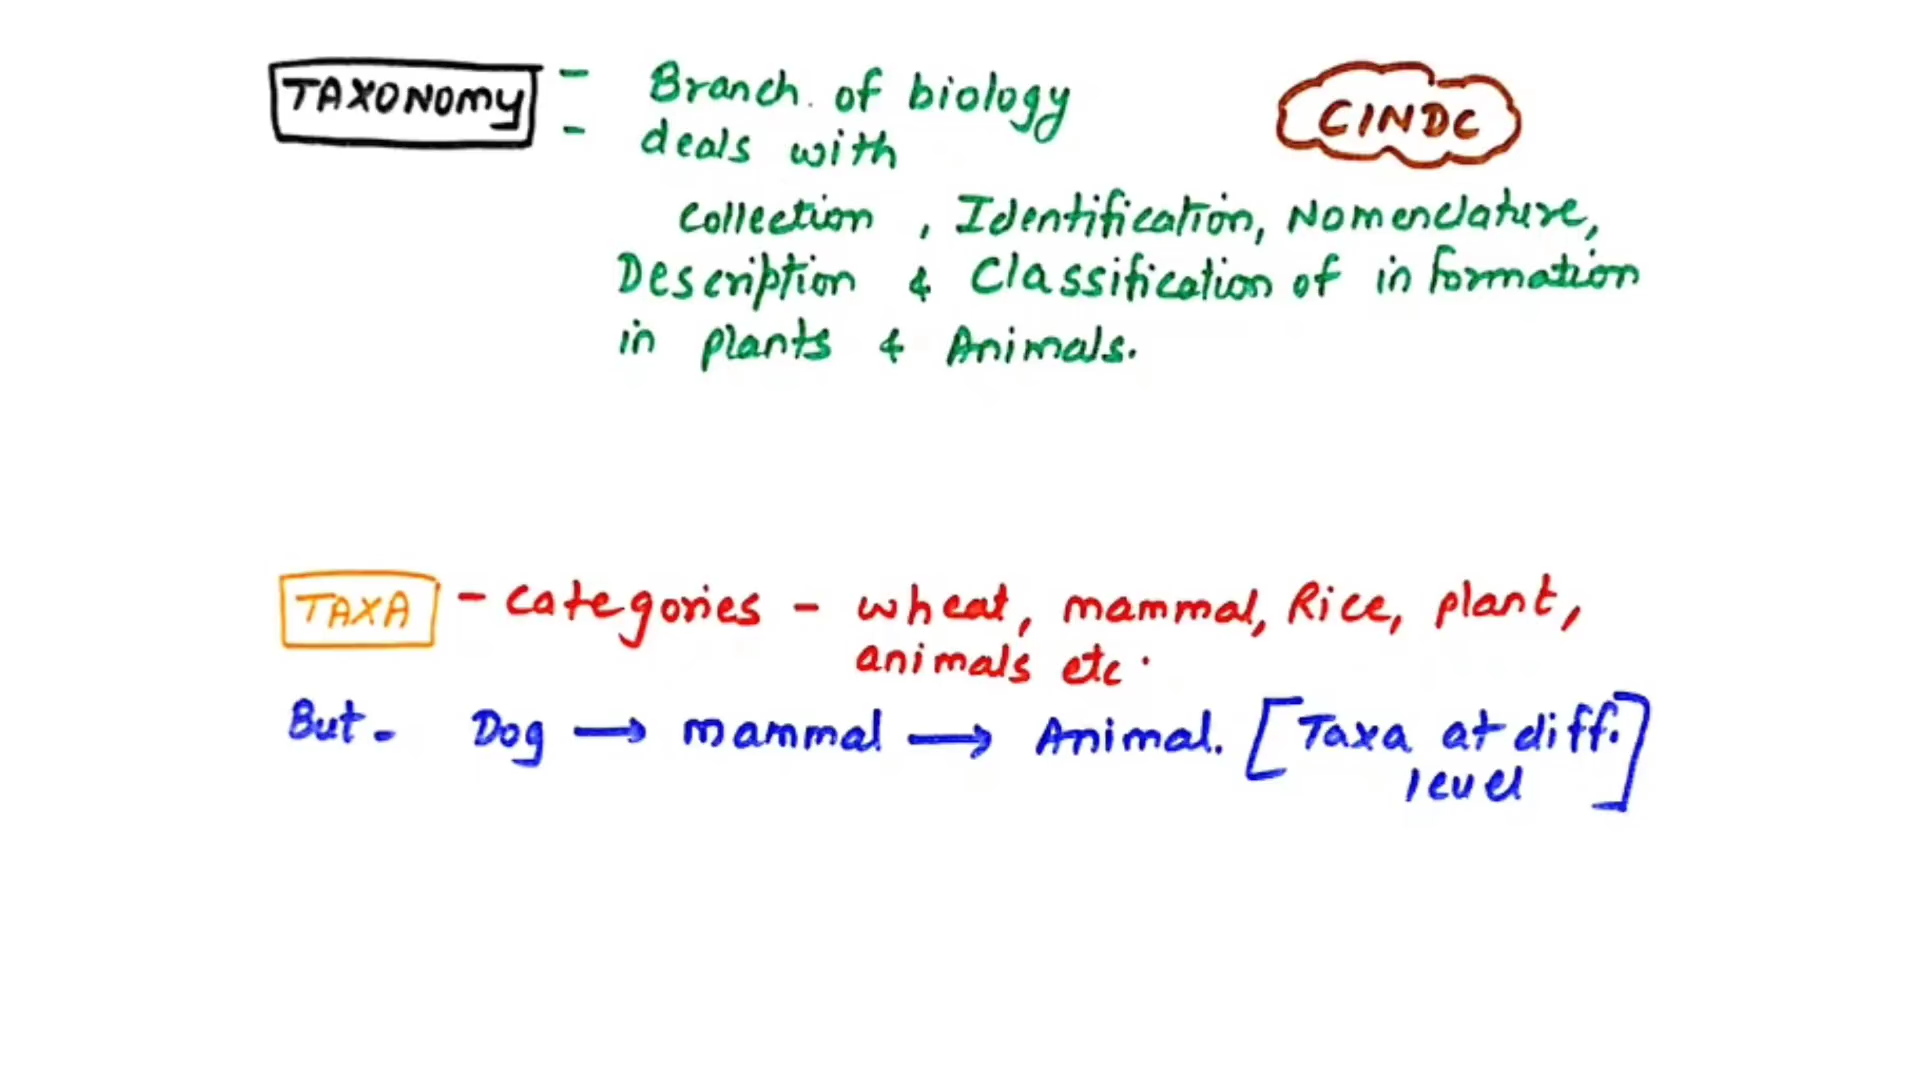 TAXONOMY - Branch. of biology
CINDC
- deals with
collection , Identification, Nomenclature,
Description & Classification of information
in plants & Animals.
TAXA - categories - wheat, mammal, Rice, plant,
animals etc.
But - Dog → mammal → Animal. [Taxa at diff.
level]